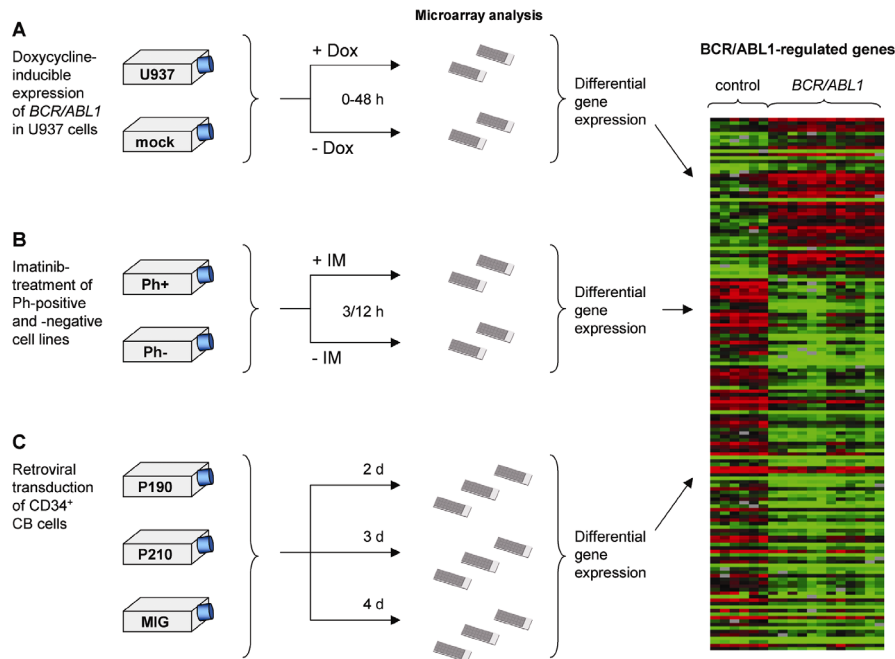 Microarray analysis
BCR/ABL1-regulated genes
control
BCR/ABL1
A
Doxycycline-
inducible
expression
of BCR/ABL1
in U937 cells
U937
mock
+ Dox
0-48 h
- Dox
Differential
gene
expression
B
Imatinib-
treatment of
Ph-positive
and -negative
cell lines
Ph+
Ph-
+ IM
3/12 h
- IM
Differential
gene
expression
C
Retroviral
transduction
of CD34⁺
CB cells
P190
P210
MIG
2 d
3 d
4 d
Differential
gene
expression